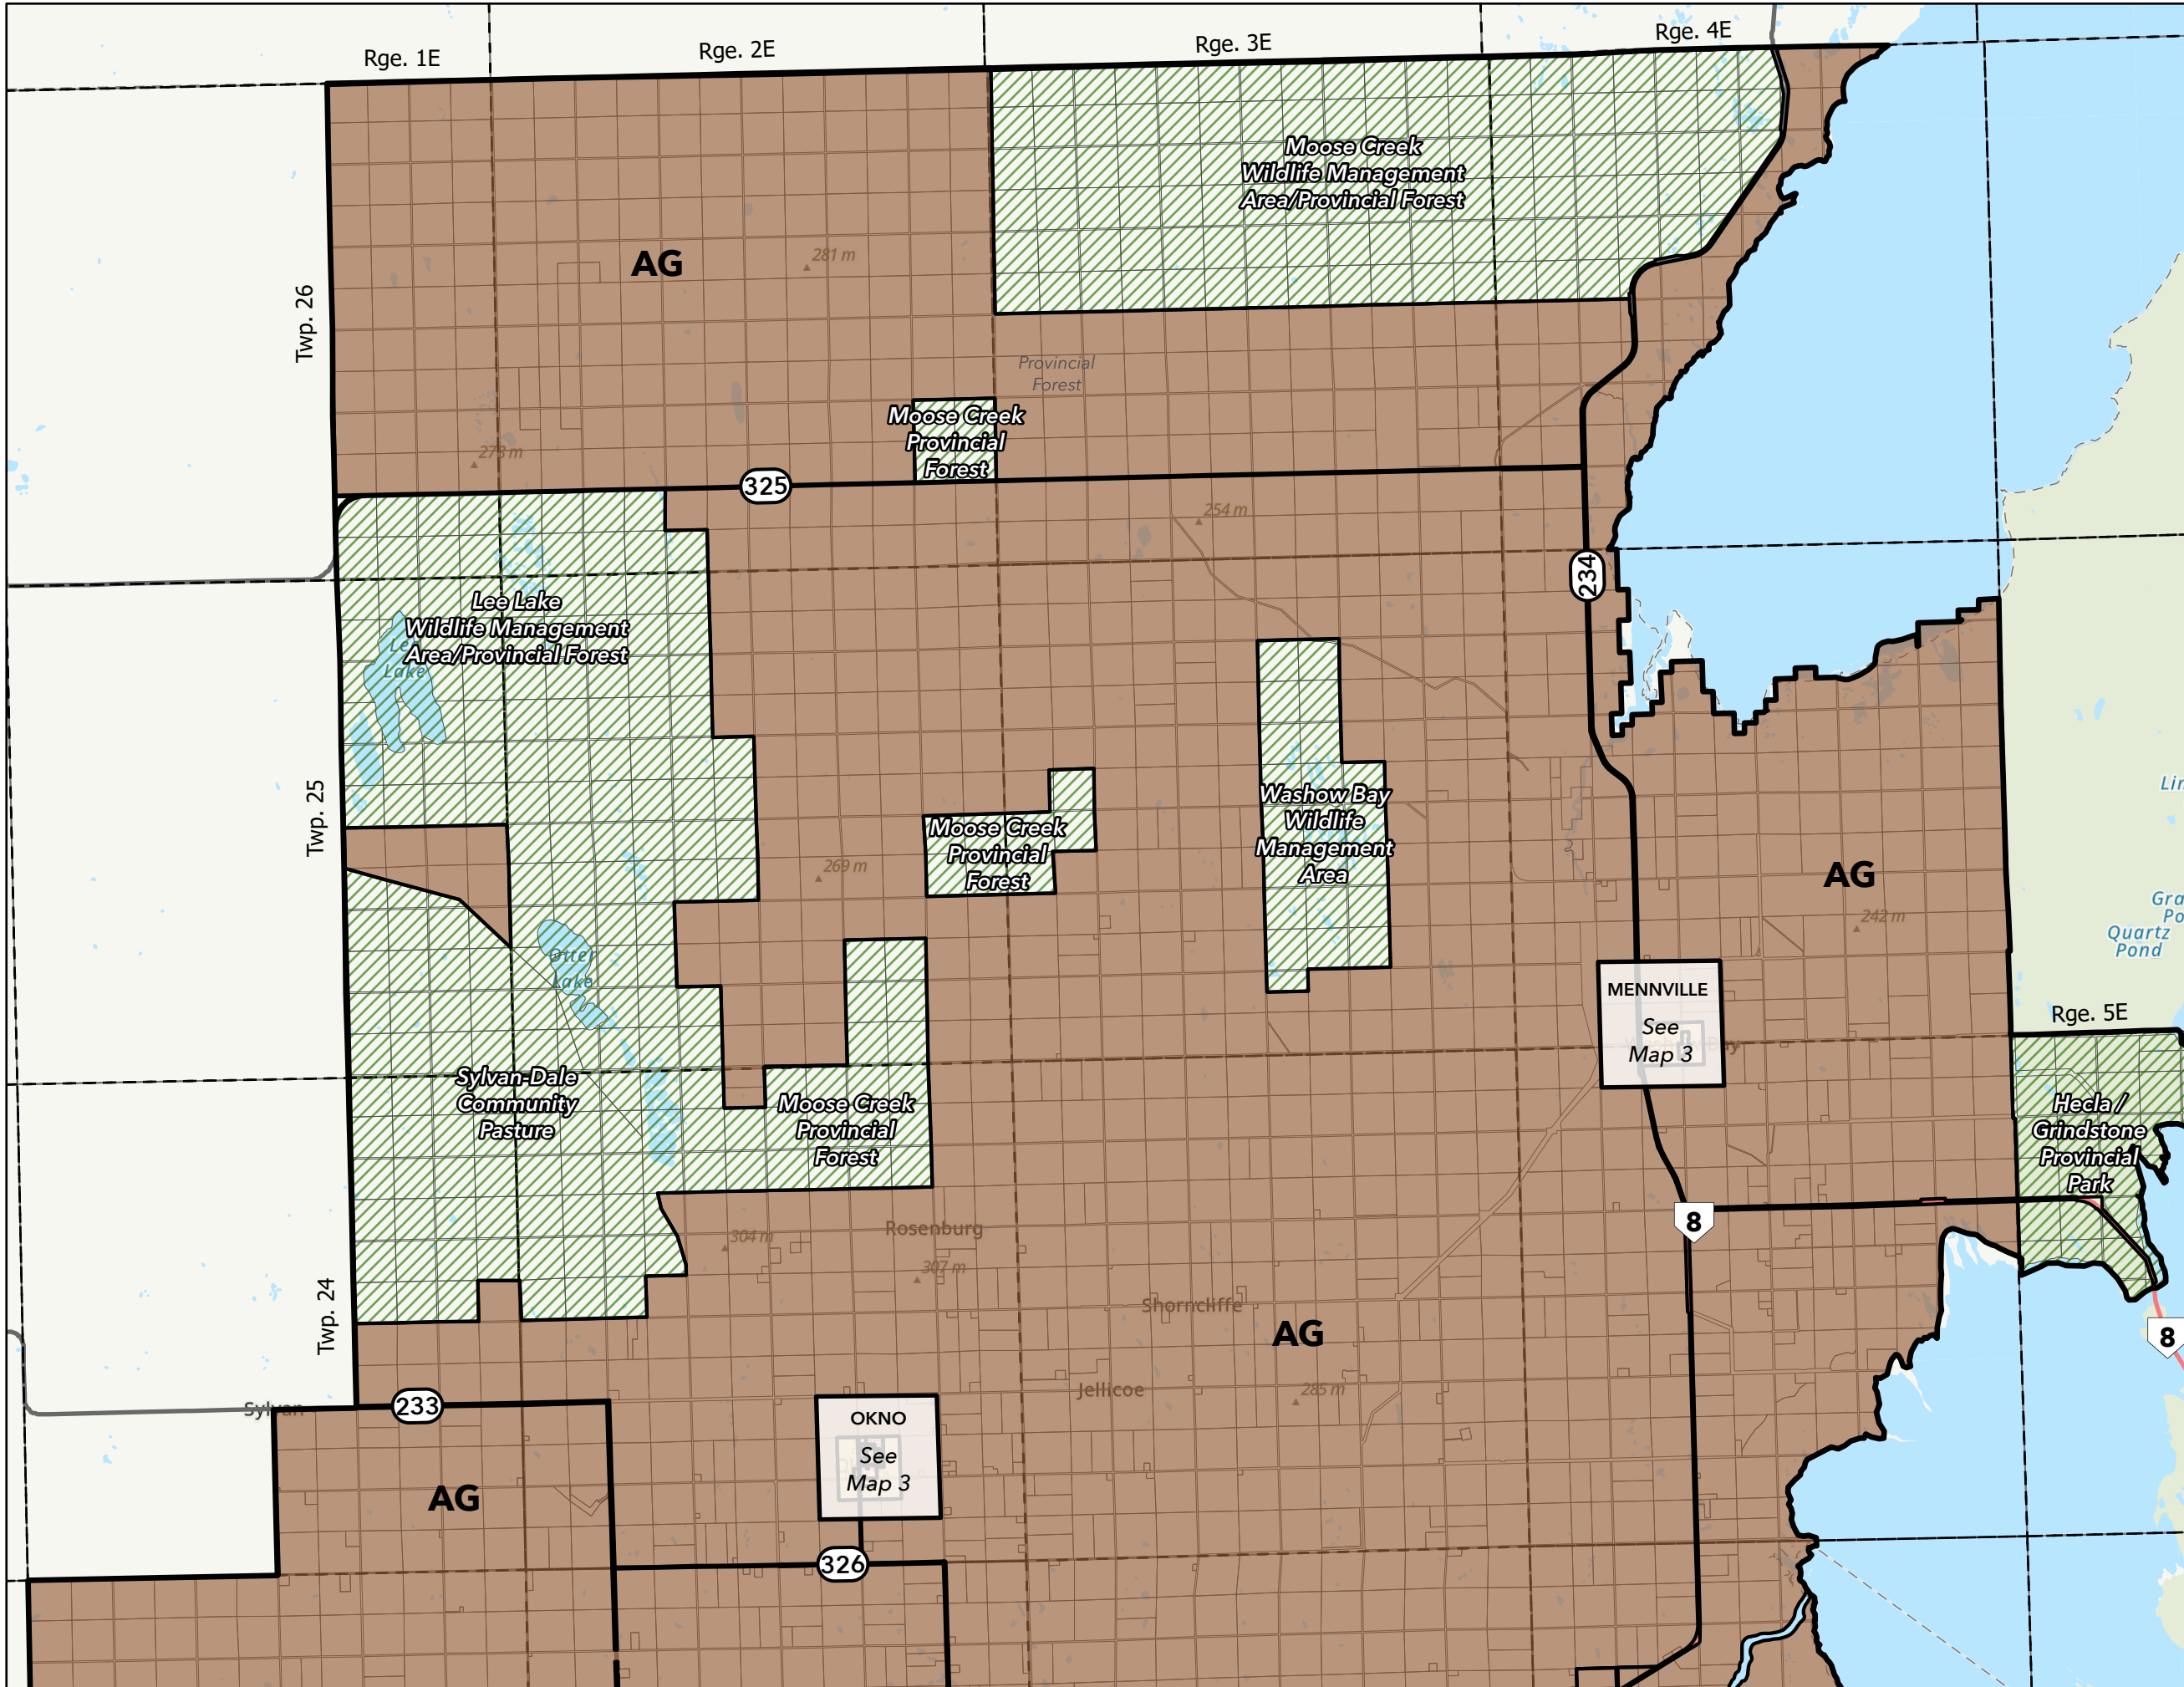 Rge. 1E
Rge. 2E
Rge. 3E
Rge. 4E
Moose Creek
Wildlife Management
Area/Provincial Forest
AG
281 m
Twp. 26
Provincial
Forest
Moose Creek
Provincial
Forest
273 m
325
254 m
234
Lee Lake
Wildlife Management
Area/Provincial Forest
Lee
Lake
Twp. 25
Washow Bay
Wildlife
Management
Area
Moose Creek
Provincial
Forest
269 m
AG
242 m
Quartz
Pond
Otter
Lake
MENNVILLE
See
Map 3
Rge. 5E
Sylvan-Dale
Community
Pasture
Moose Creek
Provincial
Forest
Hecla /
Grindstone
Provincial
Park
8
Rosenburg
304 m
307 m
Twp. 24
Shorncliffe
AG
8
Jellicoe
285 m
Sylvan
233
OKNO
See
Map 3
AG
326